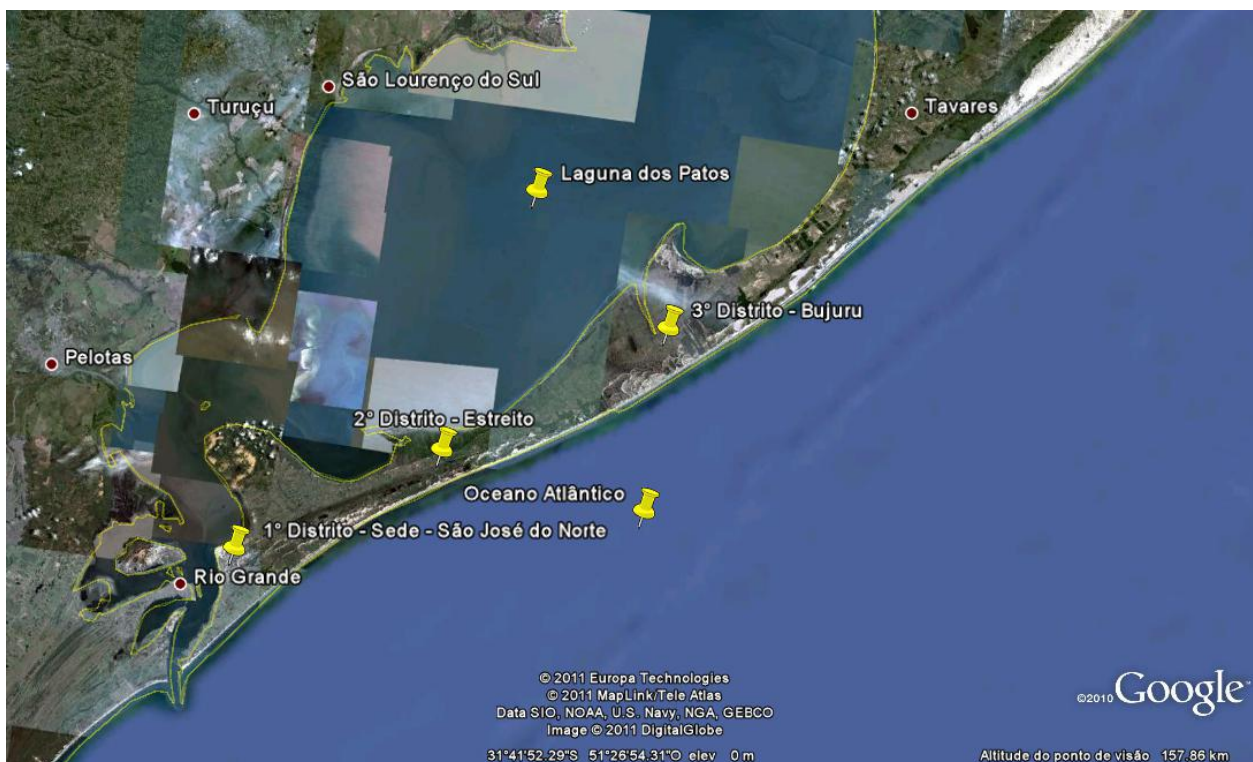 São Lourenço do Sul
Turuçu
Tavares
Laguna dos Patos
3° Distrito - Bujuru
Pelotas
2° Distrito - Estreito
Oceano Atlântico
1° Distrito - Sede - São José do Norte
Rio Grande
© 2011 Europa Technologies
© 2011 MapLink/Tele Atlas
Data SIO, NOAA, U.S. Navy, NGA, GEBCO
Image © 2011 DigitalGlobe
©2010 Google™
31°41'52.29"S 51°26'54.31"O elev 0 m
Altitude do ponto de visão 157.86 km